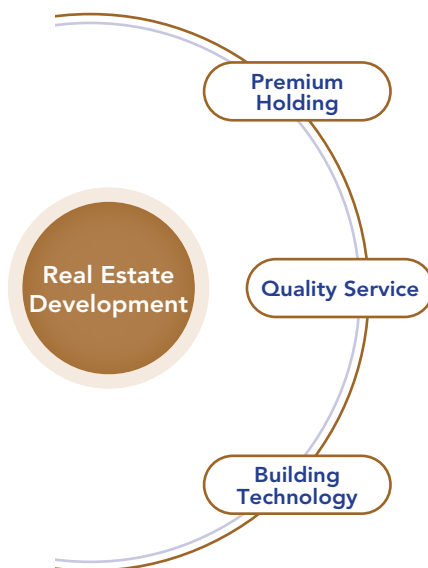 Premium
Holding
Real Estate
Development
Quality Service
Building
Technology